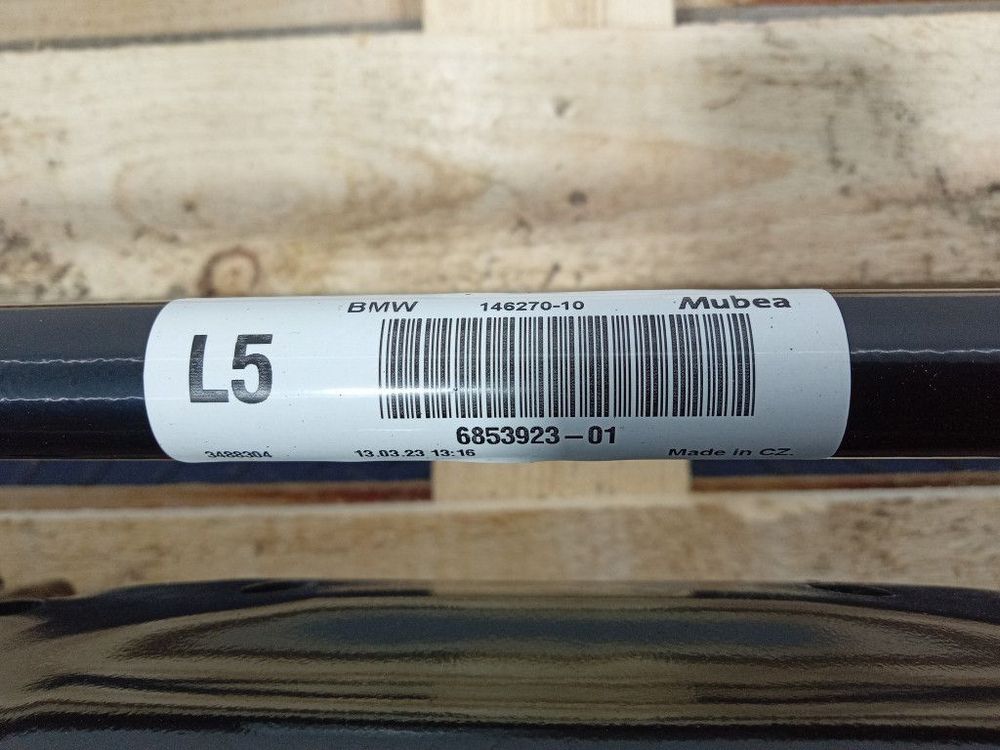 BMW 146270-10 Mubea
L5
6853923-01
3488304 13.03.23 13:16 Made in CZ.